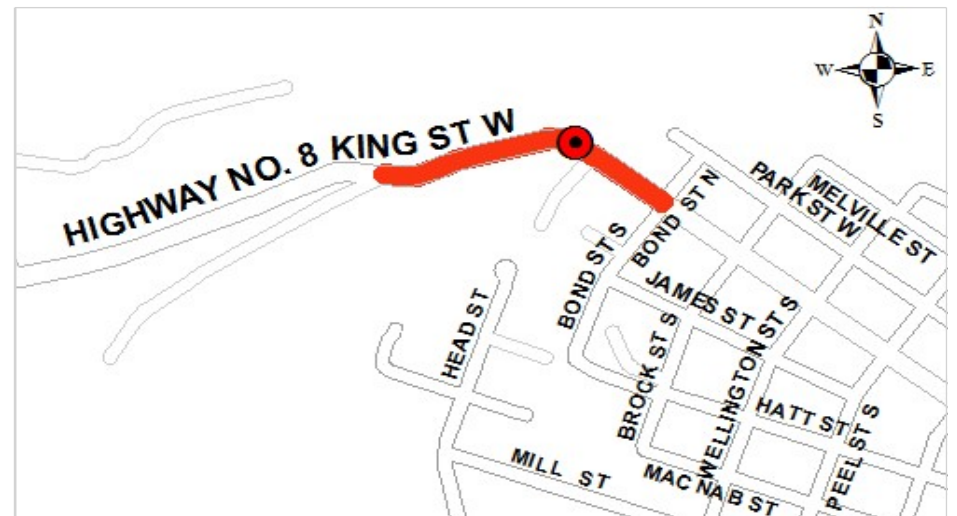 N
W
E
S
HIGHWAY NO. 8 KING ST W
PARK ST W
MELVILLE ST
BOND ST N
BOND ST S
JAMES ST
HEAD ST
BROCK ST S
WELLINGTON ST S
HATT ST
PEEL ST S
MILL ST
MAC NAB ST